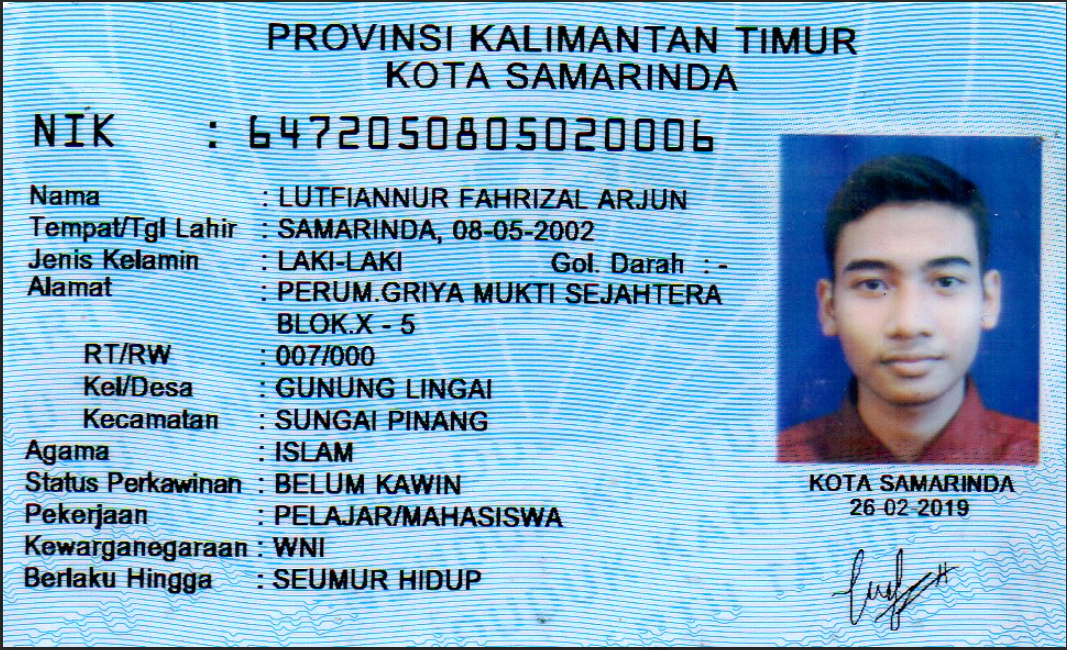 PROVINSI KALIMANTAN TIMUR
KOTA SAMARINDA
NIK : 6472050805020006
Nama : LUTFIANNUR FAHRIZAL ARJUN
Tempat/Tgl Lahir : SAMARINDA, 08-05-2002
Jenis Kelamin : LAKI-LAKI Gol. Darah : -
Alamat : PERUM.GRIYA MUKTI SEJAHTERA
BLOK.X - 5
RT/RW : 007/000
Kel/Desa : GUNUNG LINGAI
Kecamatan : SUNGAI PINANG
Agama : ISLAM
Status Perkawinan : BELUM KAWIN
Pekerjaan : PELAJAR/MAHASISWA
Kewarganegaraan : WNI
Berlaku Hingga : SEUMUR HIDUP
KOTA SAMARINDA
26-02-2019